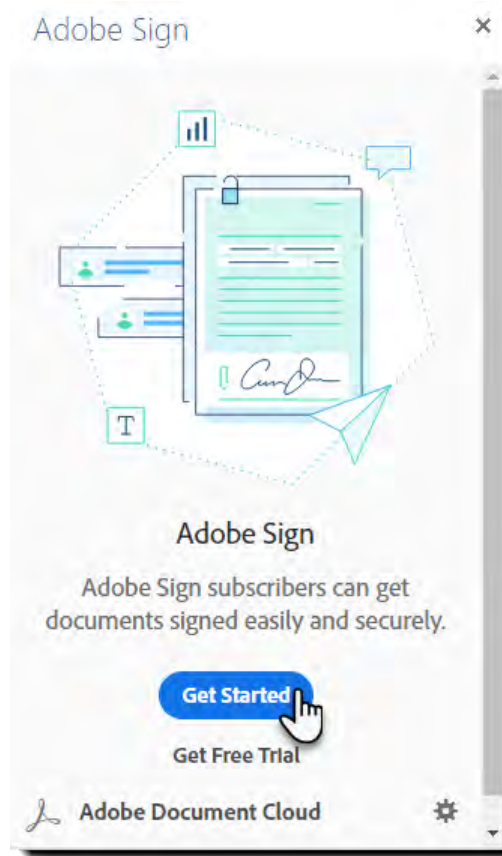 Adobe Sign
T
Adobe Sign
Adobe Sign subscribers can get
documents signed easily and securely.
Get Started
Get Free Trial
Adobe Document Cloud